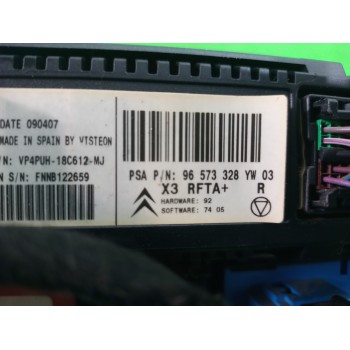 DATE 090407
MADE IN SPAIN BY VISTEON
/N: VP4PUH-18C612-MJ
N S/N: FNNB122659
PSA P/N: 96 573 328 YW 03
X3 RFTA+ R
HARDWARE: 92
SOFTWARE: 74 05